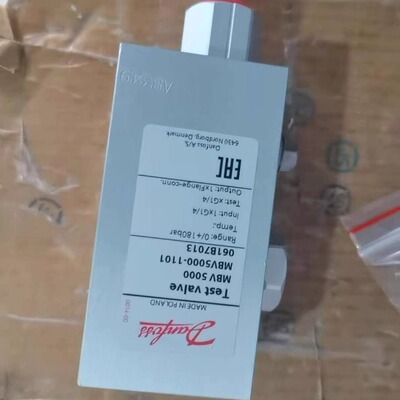 Danfoss
MADE IN POLAND
Test valve
MBV 5000
MBV5000-1101
061B7013
Range: 0/+180bar
Temp.:
Input: 1xG1/4
Test: xG1/4
Output: 1xFlange-conn.
EAC
Danfoss A/S,
6430 Nordborg, Denmark